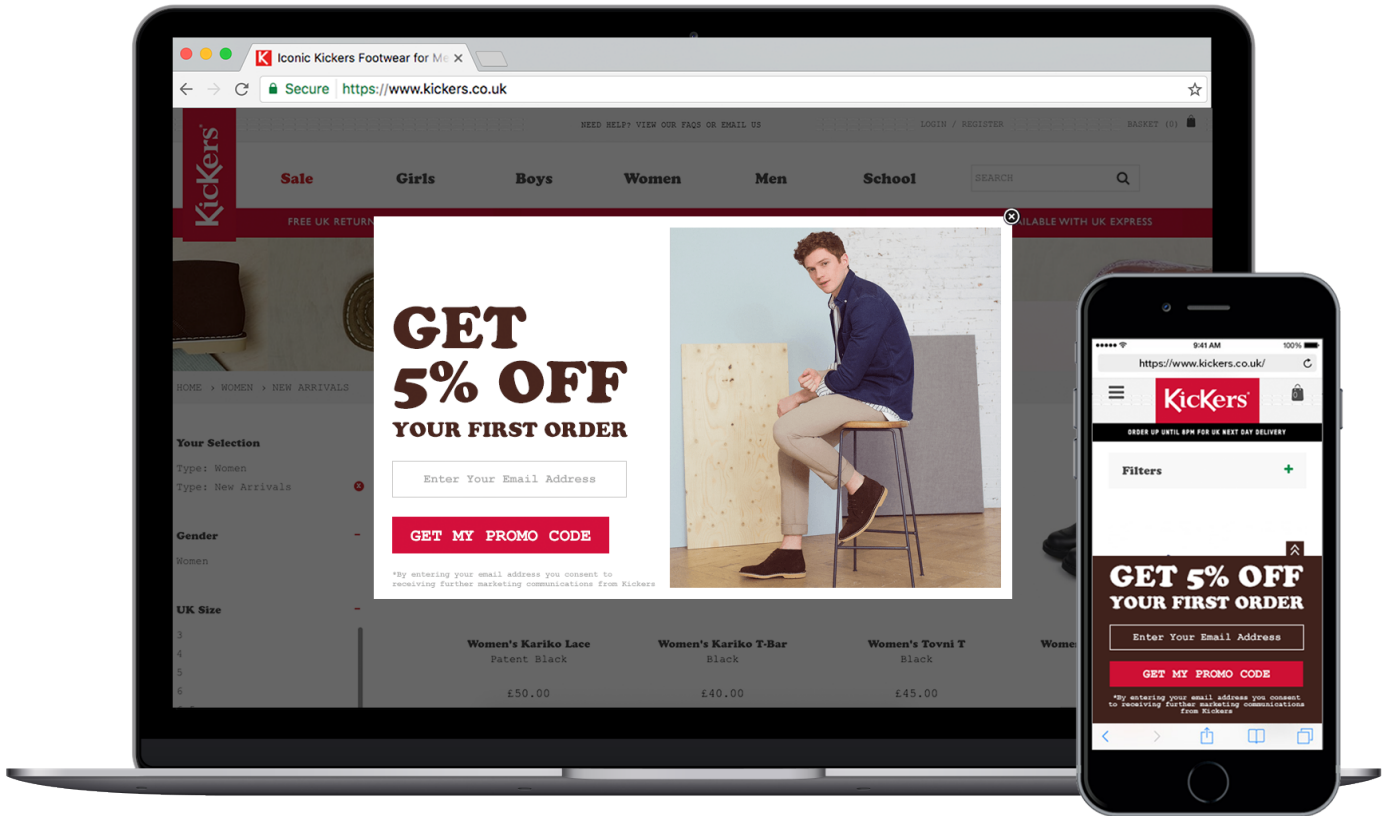 Iconic Kickers Footwear for Me
Secure https://www.kickers.co.uk
NEED HELP? VIEW OUR FAQS OR EMAIL US
LOGIN / REGISTER
BASKET (0)
KicKers
Sale Girls Boys Women Men School
SEARCH
FREE UK RETURN
AILABLE WITH UK EXPRESS
HOME > WOMEN > NEW ARRIVALS
Your Selection
Type: Women
Type: New Arrivals
Gender
Women
UK Size
3
4
5
6
GET
5% OFF
YOUR FIRST ORDER
Enter Your Email Address
GET MY PROMO CODE
*By entering your email address you consent to
receiving further marketing communications from Kickers
Women's Kariko Lace
Patent Black
£50.00
Women's Kariko T-Bar
Black
£40.00
Women's Tovni T
Black
£45.00
Wome
9:41 AM
100%
https://www.kickers.co.uk/
KicKers
0
ORDER UP UNTIL 8PM FOR UK NEXT DAY DELIVERY
Filters
GET 5% OFF
YOUR FIRST ORDER
Enter Your Email Address
GET MY PROMO CODE
*By entering your email address you consent
to receiving further marketing communications
from Kickers